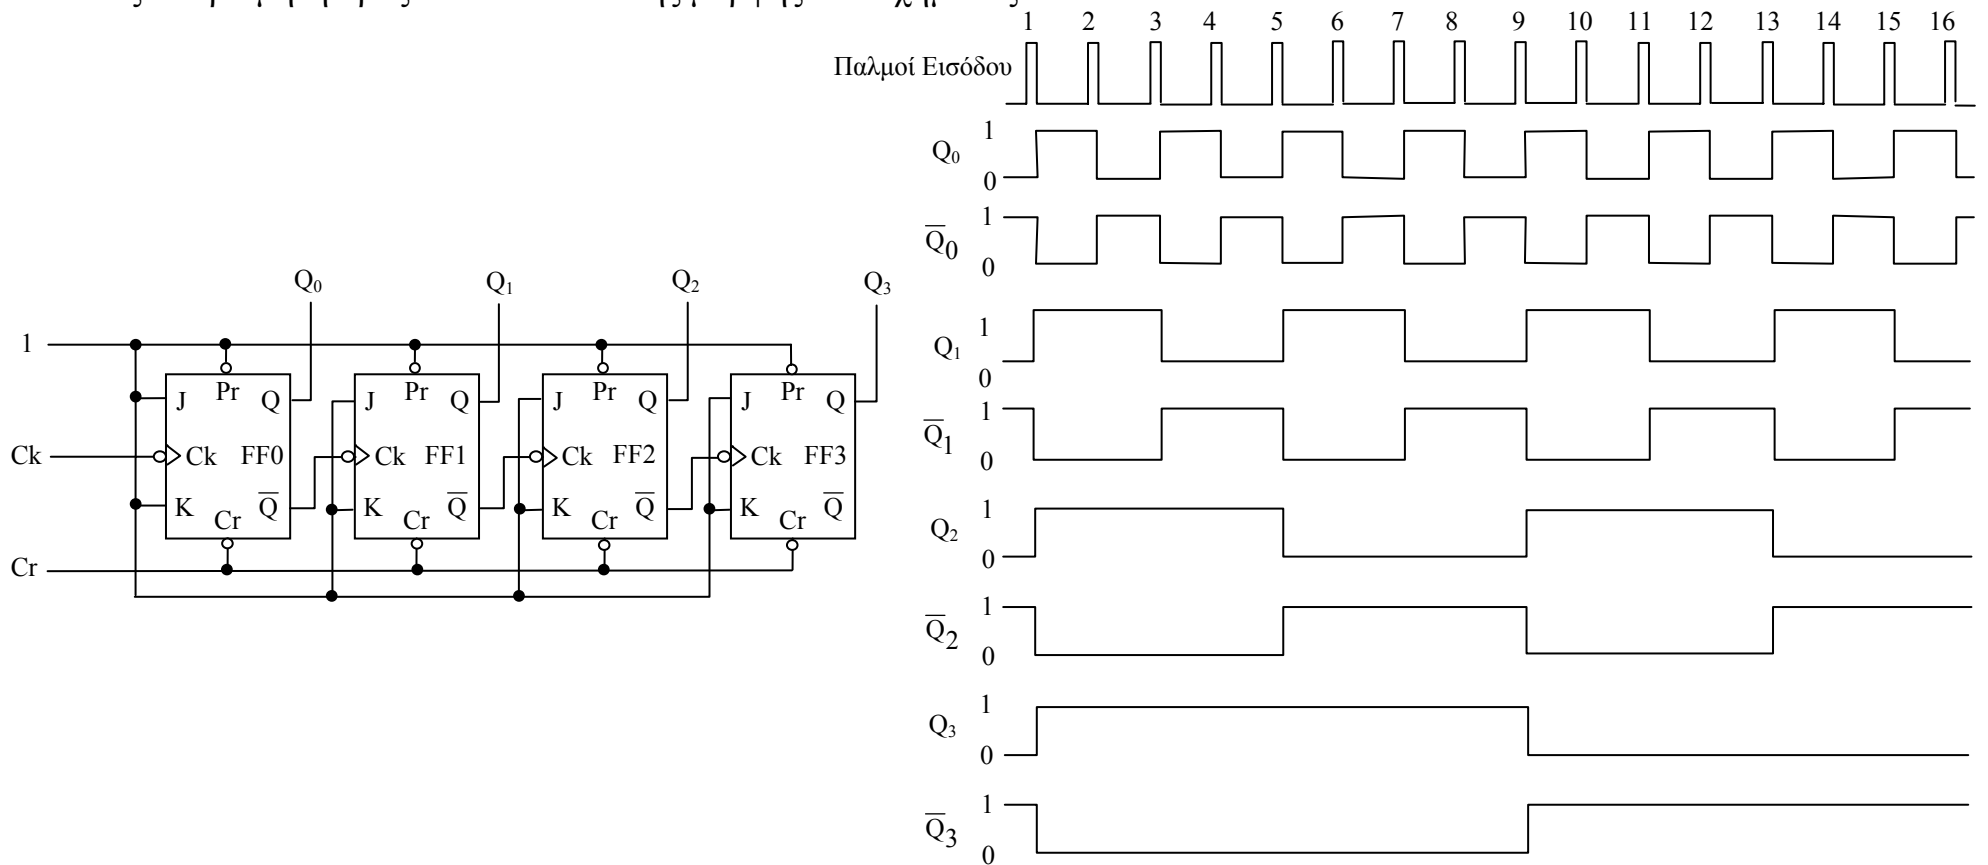 1 2 3 4 5 6 7 8 9 10 11 12 13 14 15 16
Παλμοί Εισόδου
1
Q₀
0
1
Q̅0
0
1
Q₁
0
1
Q̅1
0
1
Q₂
0
1
Q̅2
0
1
Q₃
0
1
Q̅3
0
Q₀ Q₁ Q₂ Q₃
1
Pr Pr Pr Pr
J Q J Q J Q J Q
Ck Ck FF0 Ck FF1 Ck FF2 Ck FF3
K Q̅ K Q̅ K Q̅ K Q̅
Cr Cr Cr Cr
Cr